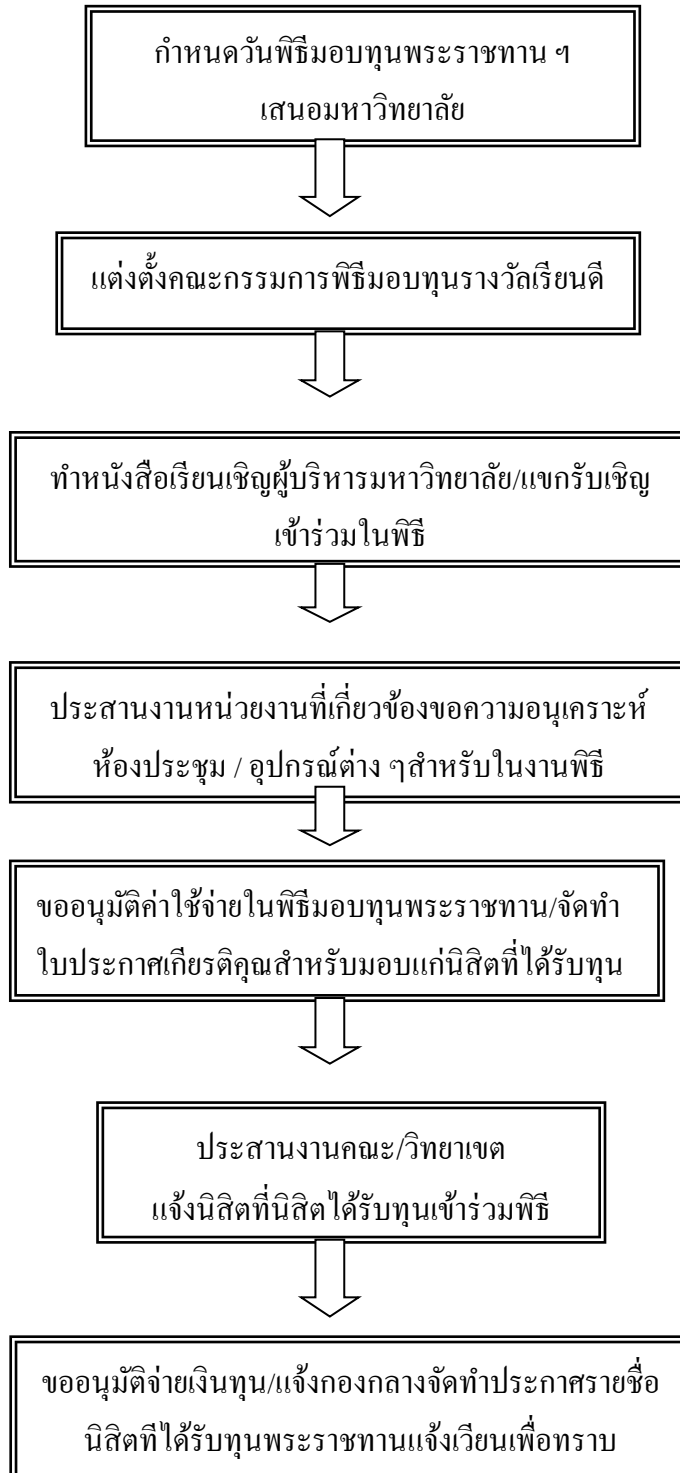 กำหนดวันพิธีมอบทุนพระราชทาน ฯ
เสนอมหาวิทยาลัย
แต่งตั้งคณะกรรมการพิธีมอบทุนรางวัลเรียนดี
ทำหนังสือเรียนเชิญผู้บริหารมหาวิทยาลัย/แขกรับเชิญ
เข้าร่วมในพิธี
ประสานงานหน่วยงานที่เกี่ยวข้องขอความอนุเคราะห์
ห้องประชุม / อุปกรณ์ต่าง ๆสำหรับในงานพิธี
ขออนุมัติค่าใช้จ่ายในพิธีมอบทุนพระราชทาน/จัดทำ
ใบประกาศเกียรติคุณสำหรับมอบแก่นิสิตที่ได้รับทุน
ประสานงานคณะ/วิทยาเขต
แจ้งนิสิตที่นิสิตได้รับทุนเข้าร่วมพิธี
ขออนุมัติจ่ายเงินทุน/แจ้งกองกลางจัดทำประกาศรายชื่อ
นิสิตทีได้รับทุนพระราชทานแจ้งเวียนเพื่อทราบ